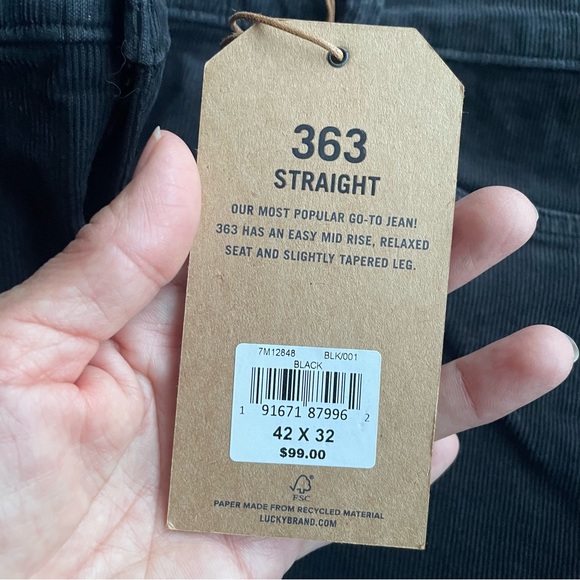 363
STRAIGHT
OUR MOST POPULAR GO-TO JEAN!
363 HAS AN EASY MID RISE, RELAXED
SEAT AND SLIGHTLY TAPERED LEG.
7M12848 BLK/001
BLACK
1 91671 87996 2
42 X 32
$99.00
FSC
PAPER MADE FROM RECYCLED MATERIAL
LUCKYBRAND.COM